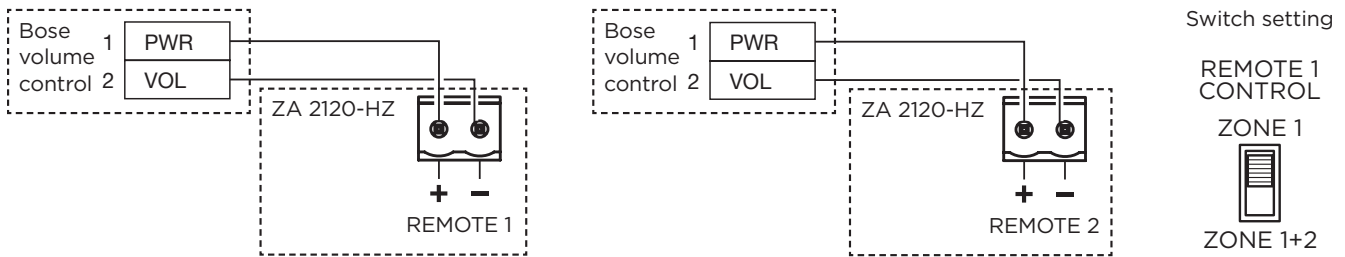 Bose
volume
control
1 PWR
2 VOL
ZA 2120-HZ
+ −
REMOTE 1
Bose
volume
control
1 PWR
2 VOL
ZA 2120-HZ
+ −
REMOTE 2
Switch setting
REMOTE 1
CONTROL
ZONE 1
ZONE 1+2